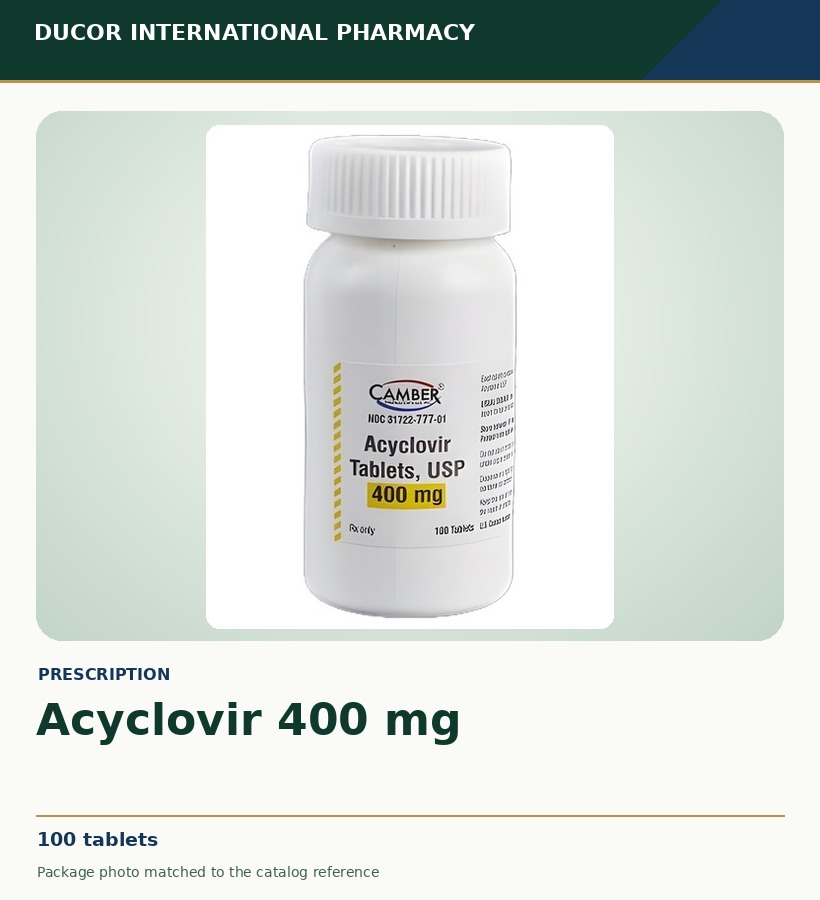 DUCOR INTERNATIONAL PHARMACY
CAMBER®
NDC 31722-777-01
Acyclovir
Tablets, USP
400 mg
Rx only
100 Tablets
PRESCRIPTION
Acyclovir 400 mg
100 tablets
Package photo matched to the catalog reference